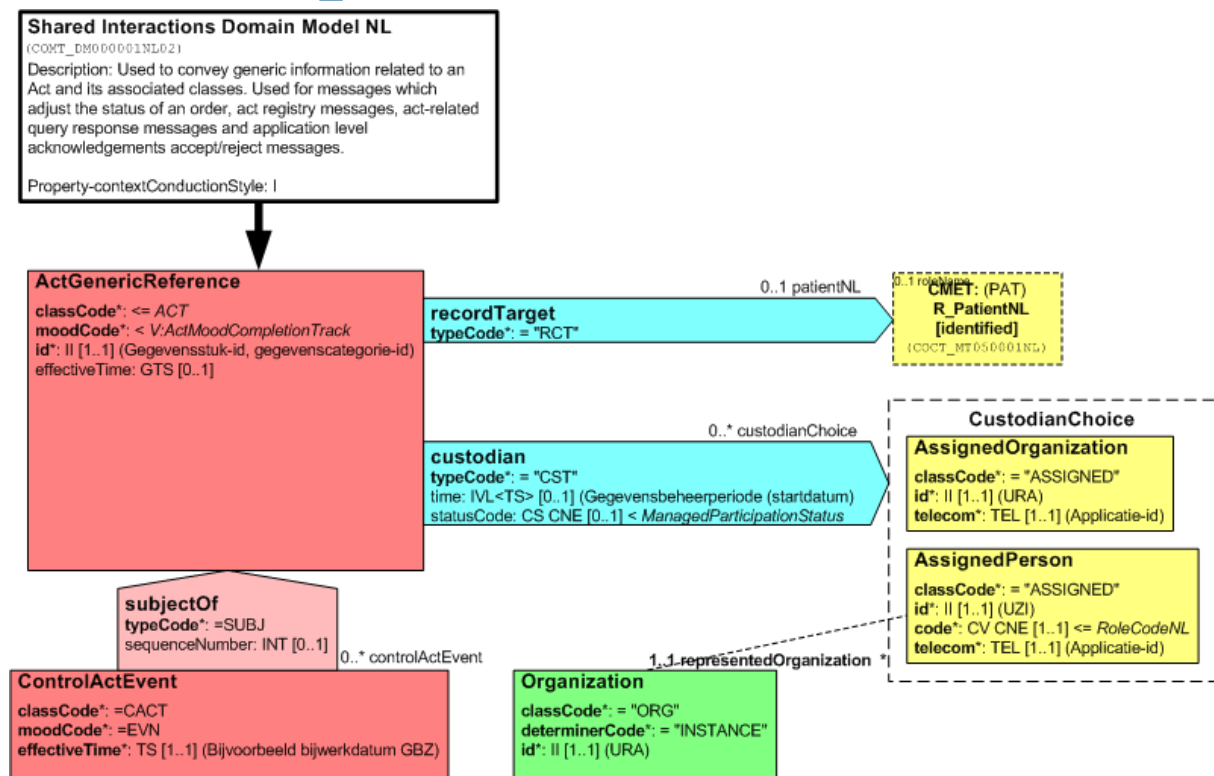 Shared Interactions Domain Model NL
(COMT_DM000001NL02)
Description: Used to convey generic information related to an
Act and its associated classes. Used for messages which
adjust the status of an order, act registry messages, act-related
query response messages and application level
acknowledgements accept/reject messages.
Property-contextConductionStyle: I
ActGenericReference
classCode*: <= ACT
moodCode*: < V:ActMoodCompletionTrack
id*: II [1..1] (Gegevensstuk-id, gegevenscategorie-id)
effectiveTime: GTS [0..1]
0..1 patientNL
recordTarget
typeCode*: = "RCT"
0..1 roleName
CMET: (PAT)
R_PatientNL
[identified]
(COCT_MT050001NL)
0..* custodianChoice
custodian
typeCode*: = "CST"
time: IVL<TS> [0..1] (Gegevensbeheerperiode (startdatum)
statusCode: CS CNE [0..1] < ManagedParticipationStatus
CustodianChoice
AssignedOrganization
classCode*: = "ASSIGNED"
id*: II [1..1] (URA)
telecom*: TEL [1..1] (Applicatie-id)
AssignedPerson
classCode*: = "ASSIGNED"
id*: II [1..1] (UZI)
code*: CV CNE [1..1] <= RoleCodeNL
telecom*: TEL [1..1] (Applicatie-id)
subjectOf
typeCode*: =SUBJ
sequenceNumber: INT [0..1]
0..* controlActEvent
1..1 representedOrganization *
ControlActEvent
classCode*: =CACT
moodCode*: =EVN
effectiveTime*: TS [1..1] (Bijvoorbeeld bijwerkdatum GBZ)
Organization
classCode*: = "ORG"
determinerCode*: = "INSTANCE"
id*: II [1..1] (URA)